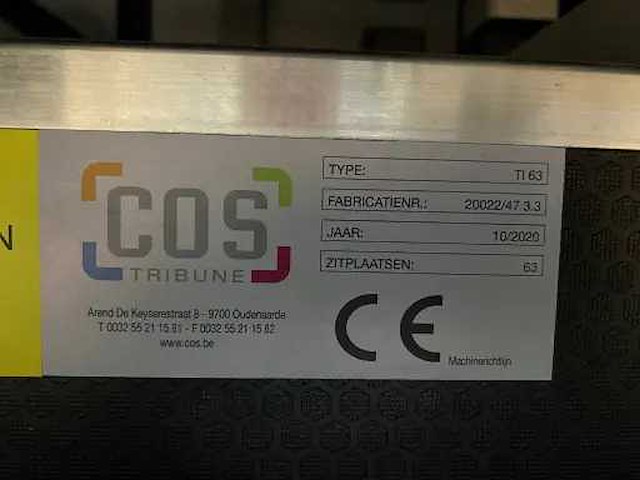 N
COS
TRIBUNE
Arend De Keyserestraat 8 - 9700 Oudenaarde
T 0032 55 21 15 81 - F 0032 55 21 15 82
www.cos.be
TYPE: TI 63
FABRICATIENR.: 20022/47.3.3
JAAR: 10/2020
ZITPLAATSEN: 63
CE
Machinerichtlijn